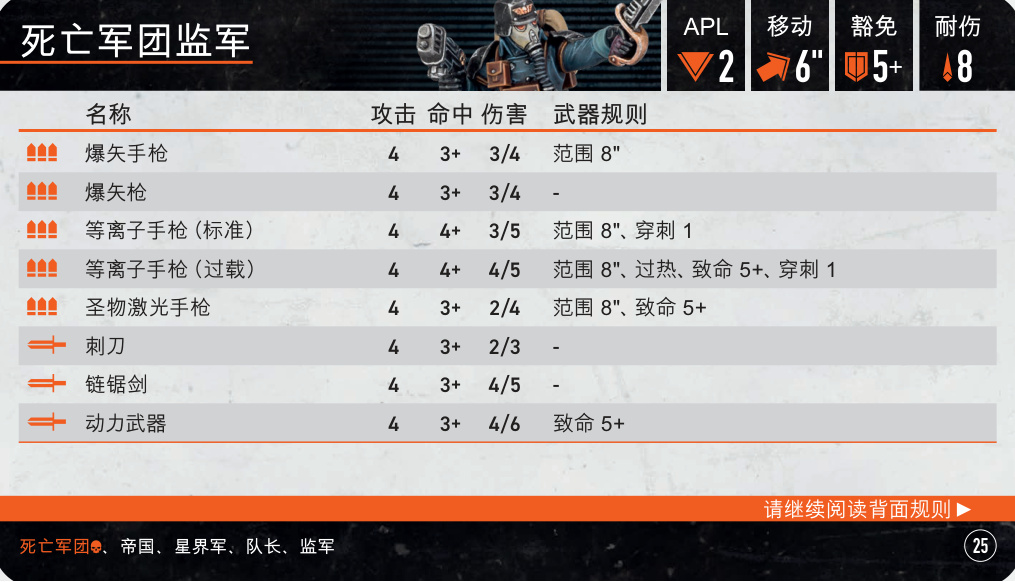 死亡军团监军
APL 移动 豁免 耐伤
2 6" 5+ 8
名称 攻击 命中 伤害 武器规则
爆矢手枪 4 3+ 3/4 范围 8"
爆矢枪 4 3+ 3/4 -
等离子手枪（标准） 4 4+ 3/5 范围 8"、穿刺 1
等离子手枪（过载） 4 4+ 4/5 范围 8"、过热、致命 5+、穿刺 1
圣物激光手枪 4 3+ 2/4 范围 8"、致命 5+
刺刀 4 3+ 2/3 -
链锯剑 4 3+ 4/5 -
动力武器 4 3+ 4/6 致命 5+
请继续阅读背面规则▶
死亡军团💀、帝国、星界军、队长、监军
25